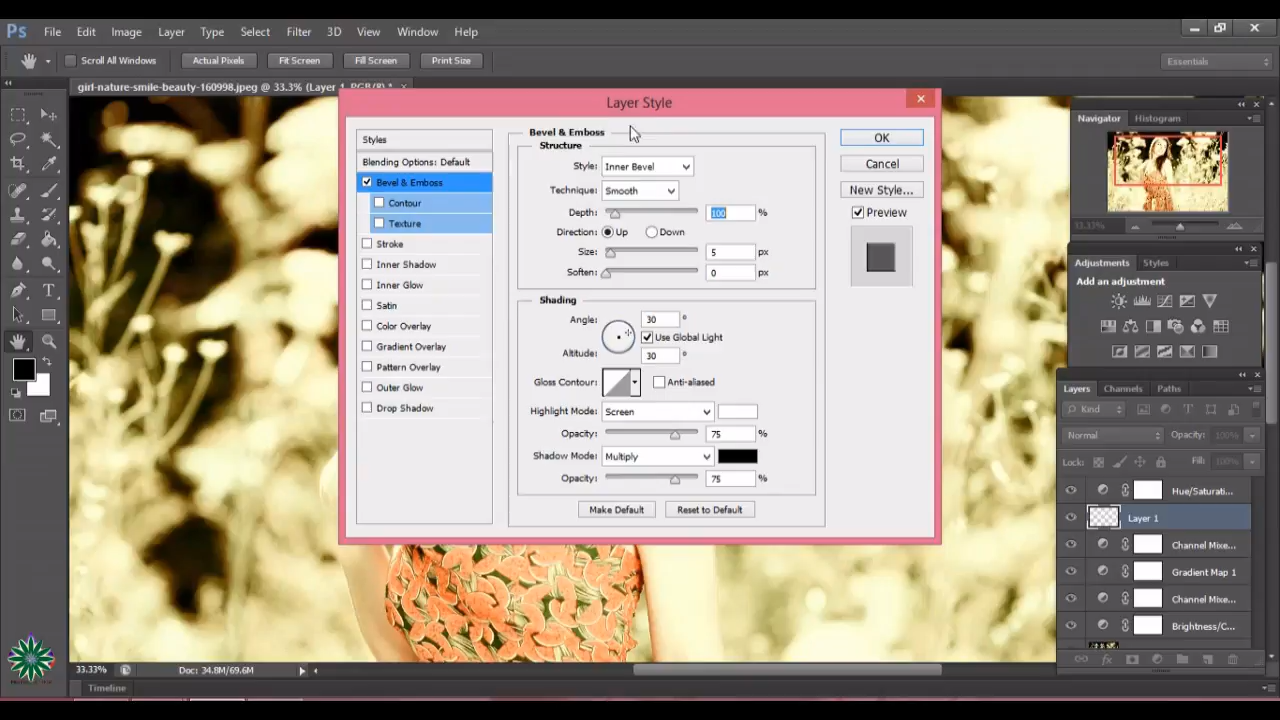 Ps File Edit Image Layer Type Select Filter 3D View Window Help
Scroll All Windows Actual Pixels Fit Screen Fill Screen Print Size Essentials
girl-nature-smile-beauty-160998.jpeg @ 33.3% (Layer 1, RGB/8) *
Layer Style
Styles
Blending Options: Default
Bevel & Emboss
Contour
Texture
Stroke
Inner Shadow
Inner Glow
Satin
Color Overlay
Gradient Overlay
Pattern Overlay
Outer Glow
Drop Shadow
Bevel & Emboss
Structure
Style: Inner Bevel
Technique: Smooth
Depth: 100 %
Direction: Up Down
Size: 5 px
Soften: 0 px
Shading
Angle: 30 °
Use Global Light
Altitude: 30 °
Gloss Contour: Anti-aliased
Highlight Mode: Screen
Opacity: 75 %
Shadow Mode: Multiply
Opacity: 75 %
Make Default Reset to Default
OK
Cancel
New Style...
Preview
Navigator Histogram
33.33%
Adjustments Styles
Add an adjustment
Layers Channels Paths
Kind
Normal Opacity: 100%
Lock: Fill: 100%
Hue/Saturati...
Layer 1
Channel Mixe...
Gradient Map 1
Channel Mixe...
Brightness/C...
33.33% Doc: 34.8M/69.6M
Timeline